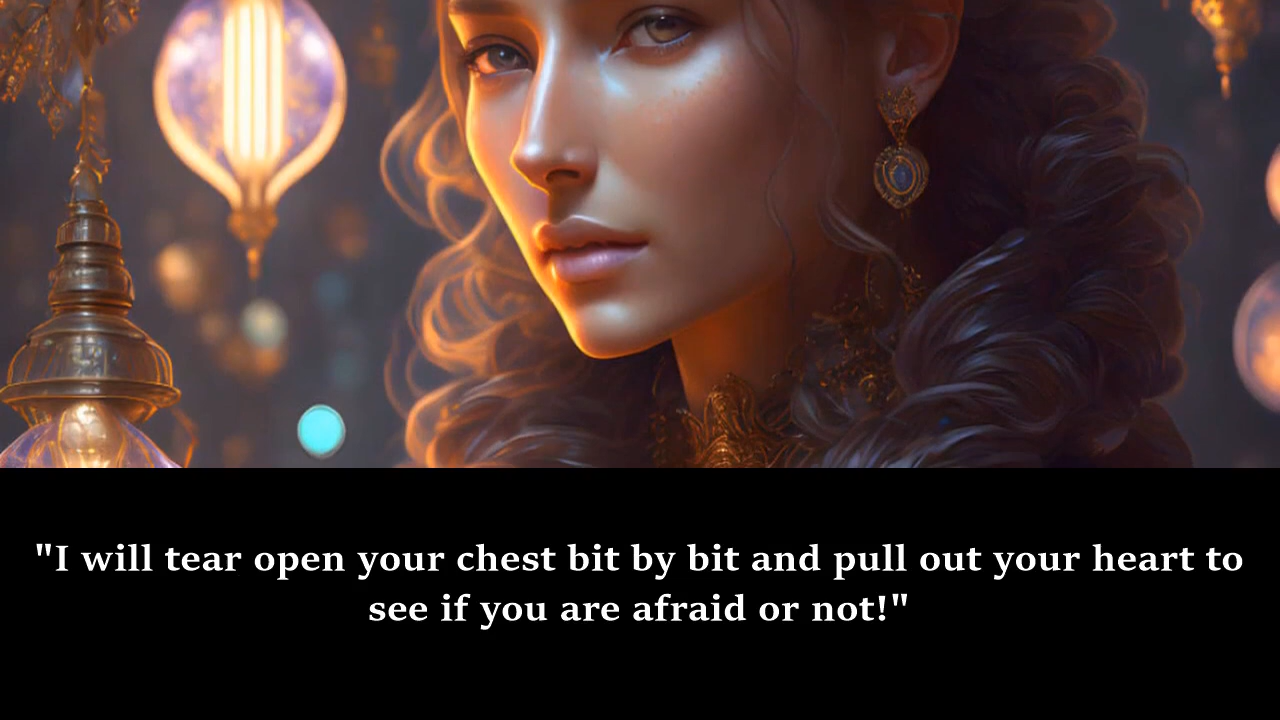 "I will tear open your chest bit by bit and pull out your heart to
see if you are afraid or not!"